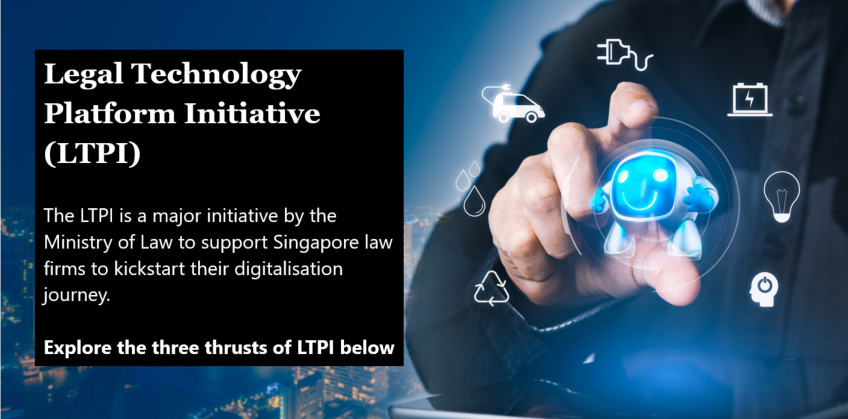 Legal Technology
Platform Initiative
(LTPI)
The LTPI is a major initiative by the
Ministry of Law to support Singapore law
firms to kickstart their digitalisation
journey.
Explore the three thrusts of LTPI below